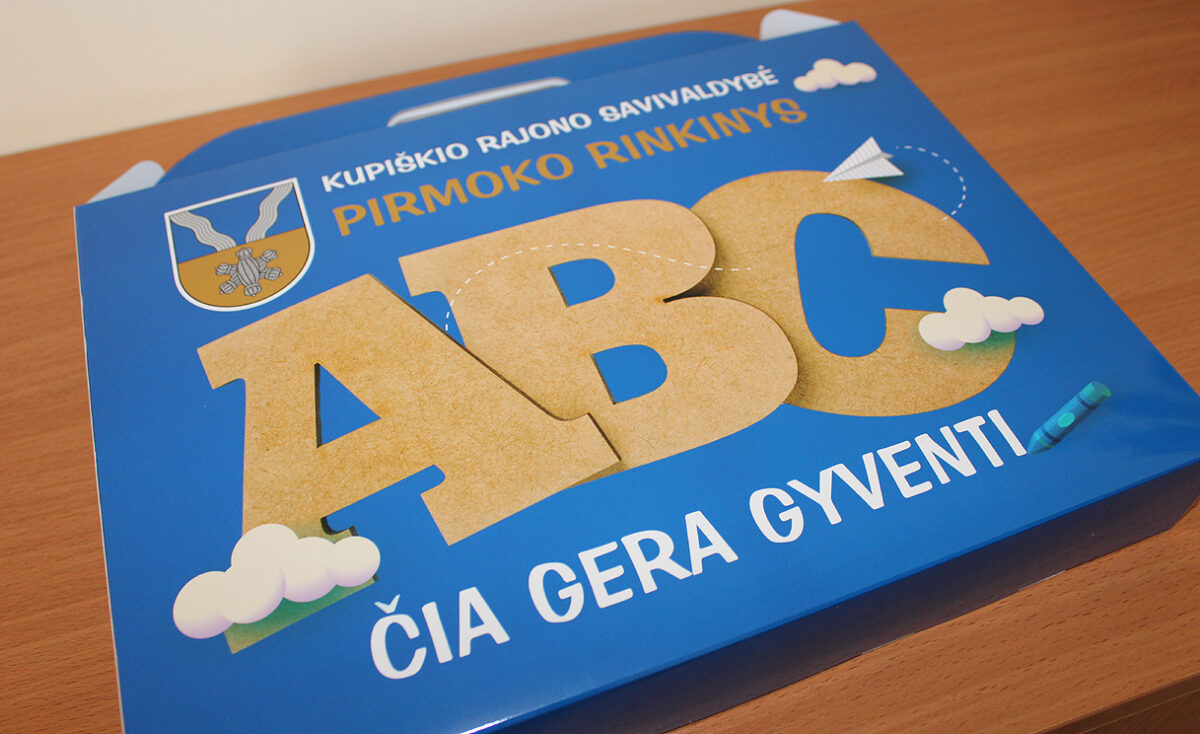 KUPIŠKIO RAJONO SAVIVALDYBĖ
PIRMOKO RINKINYS
ABC
ČIA GERA GYVENTI